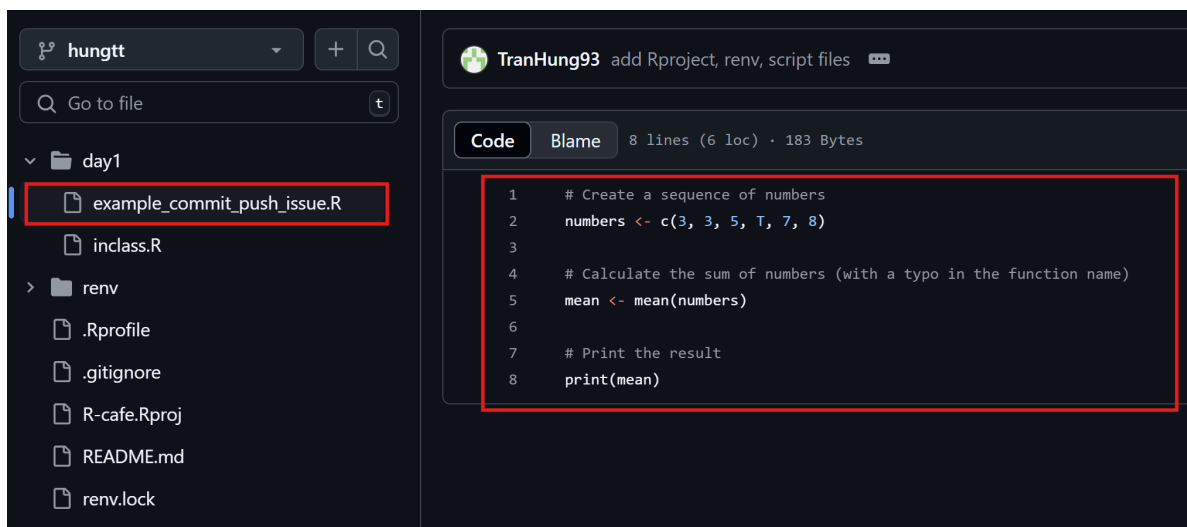 hungtt
Go to file
t
day1
example_commit_push_issue.R
inclass.R
renv
.Rprofile
.gitignore
R-cafe.Rproj
README.md
renv.lock
TranHung93 add Rproject, renv, script files
Code Blame 8 lines (6 loc) · 183 Bytes
1 # Create a sequence of numbers
2 numbers <- c(3, 3, 5, T, 7, 8)
3
4 # Calculate the sum of numbers (with a typo in the function name)
5 mean <- mean(numbers)
6
7 # Print the result
8 print(mean)